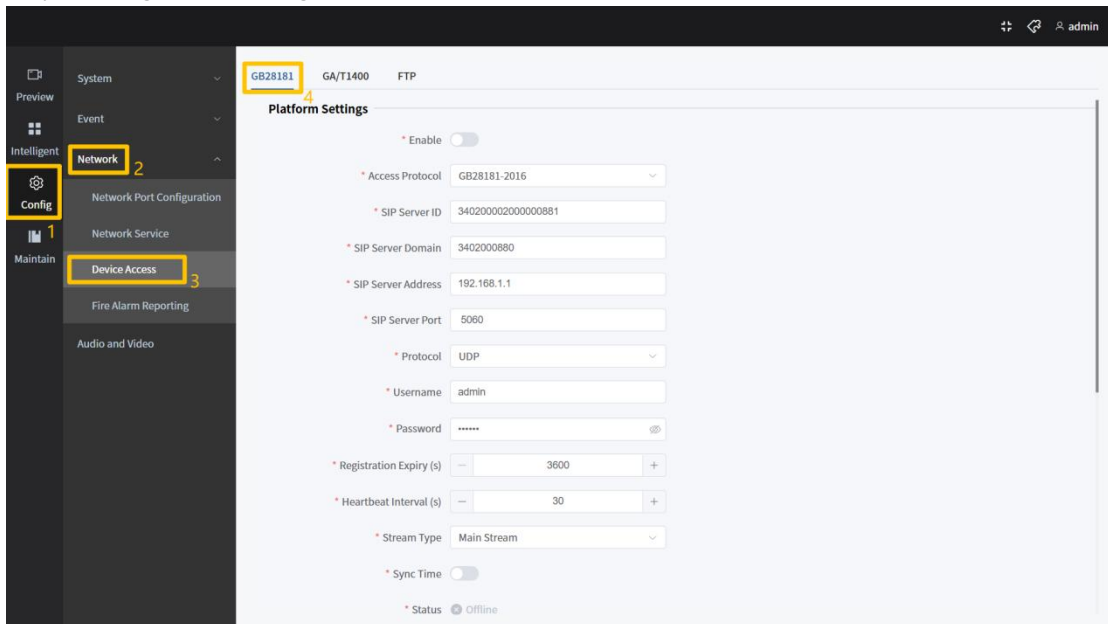 admin
Preview
Intelligent
Config
1
Maintain
System
Event
Network
2
Network Port Configuration
Network Service
Device Access
3
Fire Alarm Reporting
Audio and Video
GB28181 GA/T1400 FTP
4
Platform Settings
* Enable
* Access Protocol GB28181-2016
* SIP Server ID 340200002000000881
* SIP Server Domain 3402000880
* SIP Server Address 192.168.1.1
* SIP Server Port 5060
* Protocol UDP
* Username admin
* Password ••••••
* Registration Expiry (s) − 3600 +
* Heartbeat Interval (s) − 30 +
* Stream Type Main Stream
* Sync Time
* Status Offline